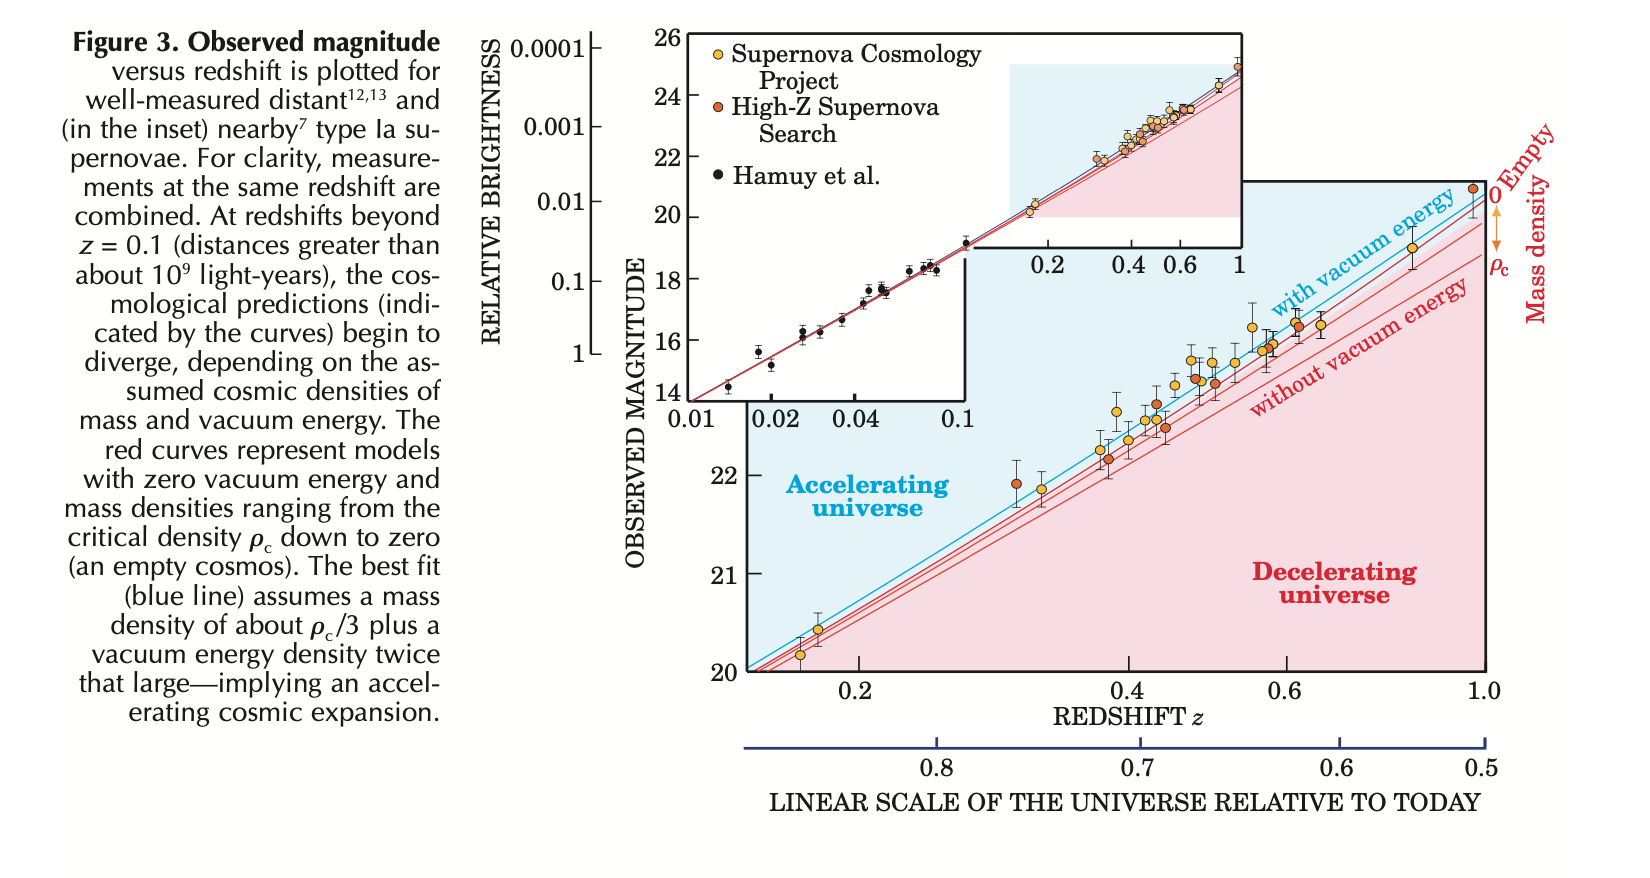 Figure 3. Observed magnitude
versus redshift is plotted for
well-measured distant12,13 and
(in the inset) nearby7 type Ia su-
pernovae. For clarity, measure-
ments at the same redshift are
combined. At redshifts beyond
z = 0.1 (distances greater than
about 10⁹ light-years), the cos-
mological predictions (indi-
cated by the curves) begin to
diverge, depending on the as-
sumed cosmic densities of
mass and vacuum energy. The
red curves represent models
with zero vacuum energy and
mass densities ranging from the
critical density ρc down to zero
(an empty cosmos). The best fit
(blue line) assumes a mass
density of about ρc/3 plus a
vacuum energy density twice
that large—implying an accel-
erating cosmic expansion.
RELATIVE BRIGHTNESS
0.0001
0.001
0.01
0.1
1
OBSERVED MAGNITUDE
26
24
22
20
18
16
14
Supernova Cosmology
Project
High-Z Supernova
Search
Hamuy et al.
0.2 0.4 0.6 1
0.01 0.02 0.04 0.1
22
21
20
Accelerating
universe
Decelerating
universe
with vacuum energy
without vacuum energy
0 Empty
ρc
Mass density
0.2 0.4 0.6 1.0
REDSHIFT z
0.8 0.7 0.6 0.5
LINEAR SCALE OF THE UNIVERSE RELATIVE TO TODAY